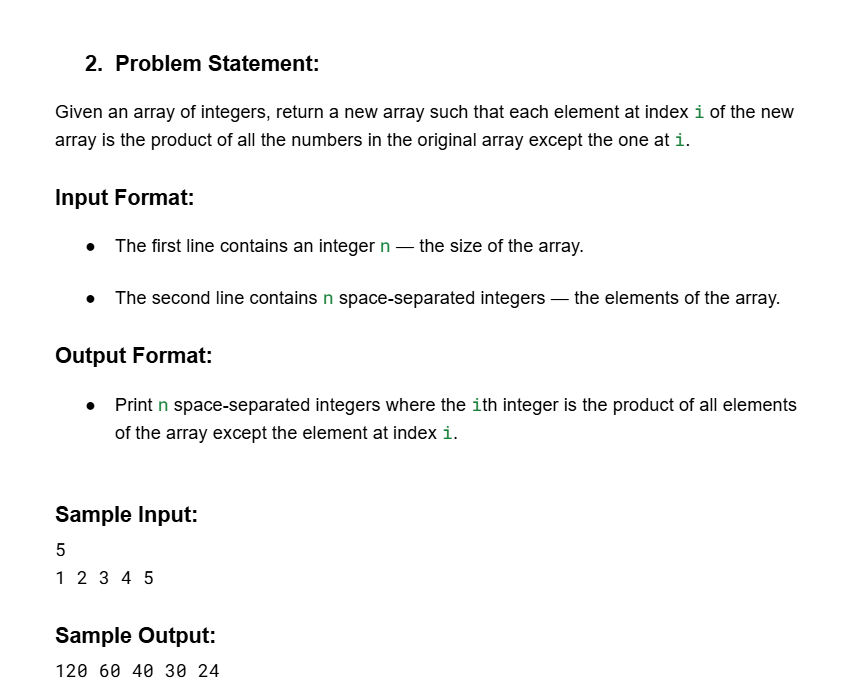 2. Problem Statement:
Given an array of integers, return a new array such that each element at index i of the new
array is the product of all the numbers in the original array except the one at i.
Input Format:
● The first line contains an integer n — the size of the array.
● The second line contains n space-separated integers — the elements of the array.
Output Format:
● Print n space-separated integers where the ith integer is the product of all elements
of the array except the element at index i.
Sample Input:
5
1 2 3 4 5
Sample Output:
120 60 40 30 24